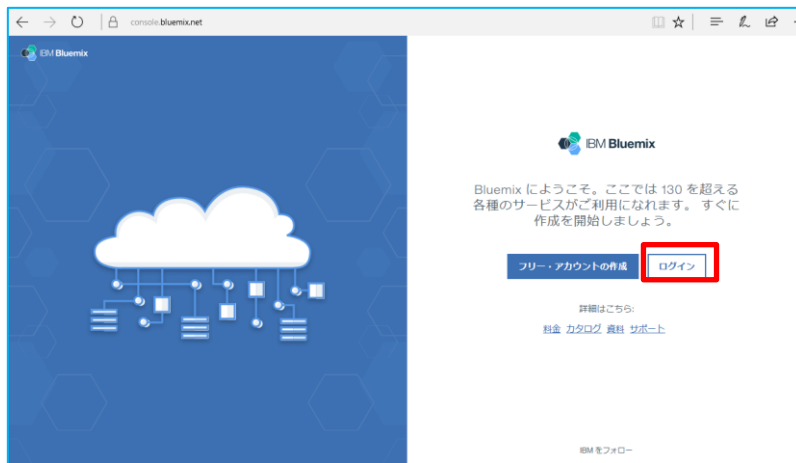 console.bluemix.net
IBM Bluemix
IBM Bluemix
Bluemix にようこそ。ここでは 130 を超える
各種のサービスがご利用になれます。 すぐに
作成を開始しましょう。
フリー・アカウントの作成 ログイン
詳細はこちら:
料金 カタログ 資料 サポート
IBM をフォロー